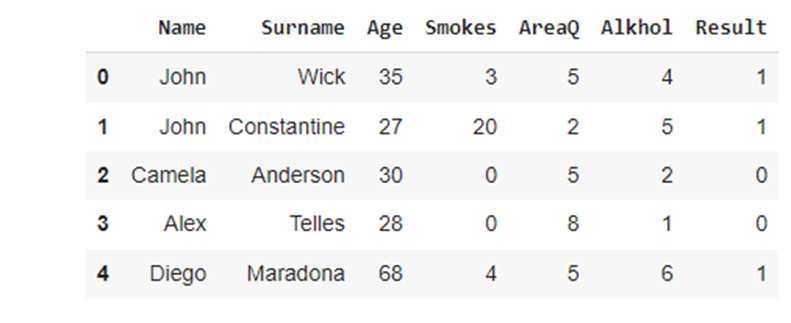 Name Surname Age Smokes AreaQ Alkhol Result
0 John Wick 35 3 5 4 1
1 John Constantine 27 20 2 5 1
2 Camela Anderson 30 0 5 2 0
3 Alex Telles 28 0 8 1 0
4 Diego Maradona 68 4 5 6 1